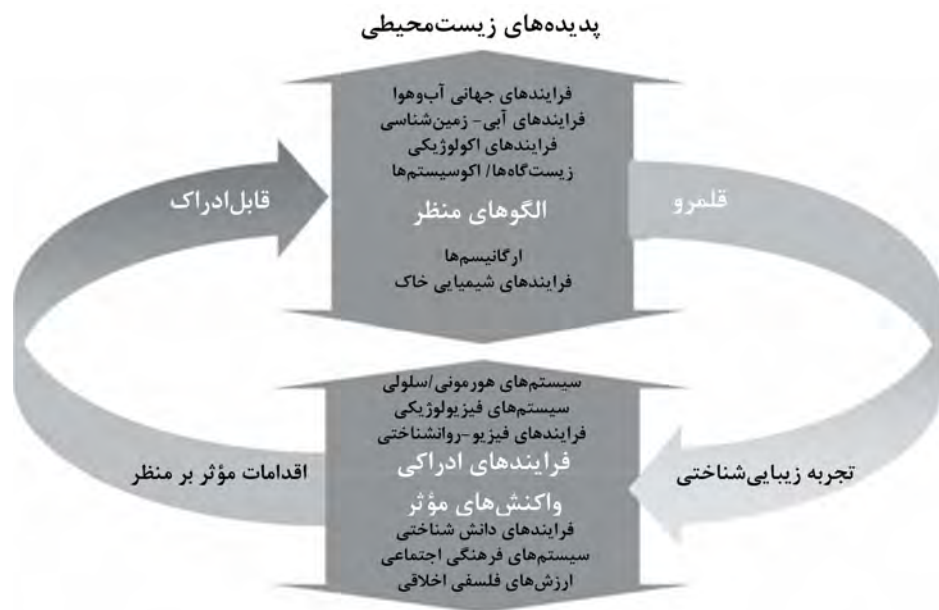 پدیده‌های زیست‌محیطی
فرایندهای جهانی آب‌وهوا
فرایندهای آبی- زمین‌شناسی
فرایندهای اکولوژیکی
زیست‌گاه‌ها/ اکوسیستم‌ها
الگوهای منظر
ارگانیسم‌ها
فرایندهای شیمیایی خاک
قلمرو
قابل‌ادراک
سیستم‌های هورمونی/سلولی
سیستم‌های فیزیولوژیکی
فرایندهای فیزیو-روانشناختی
فرایندهای ادراکی
واکنش‌های مؤثر
فرایندهای دانش شناختی
سیستم‌های فرهنگی اجتماعی
ارزش‌های فلسفی اخلاقی
تجربه زیبایی‌شناختی
اقدامات مؤثر بر منظر